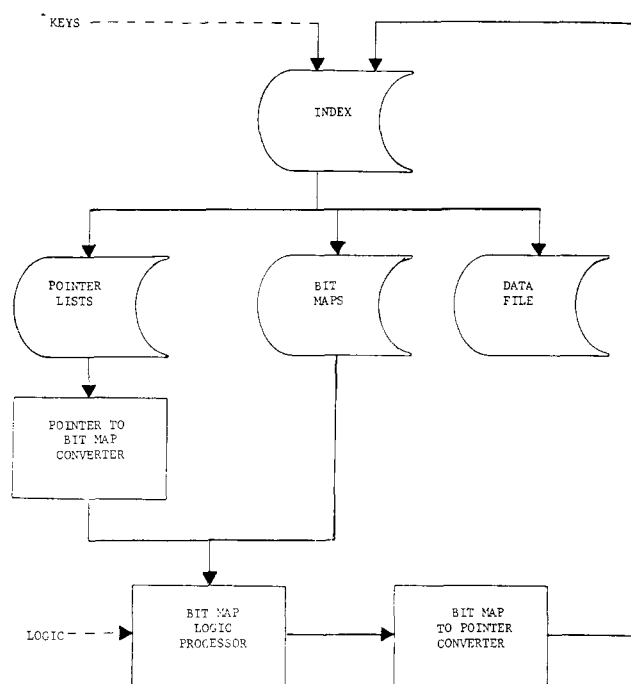 KEYS
INDEX
POINTER
LISTS
BIT
MAPS
DATA
FILE
POINTER TO
BIT MAP
CONVERTER
LOGIC
BIT MAP
LOGIC
PROCESSOR
BIT MAP
TO POINTER
CONVERTER